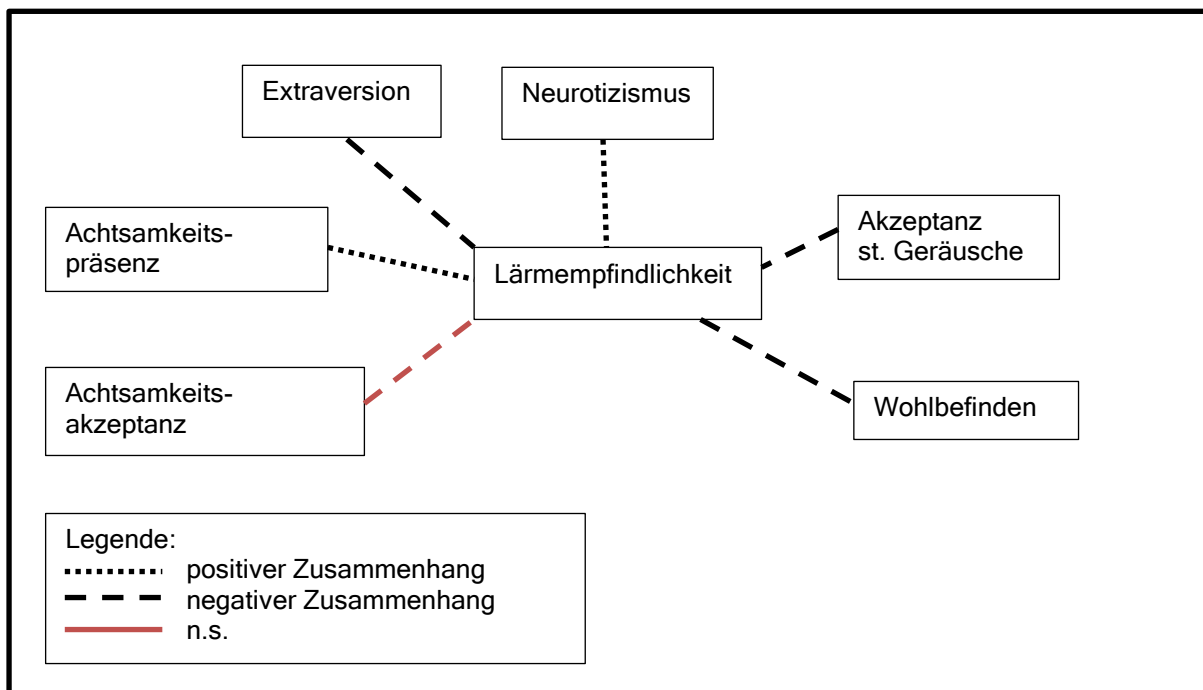 Extraversion
Neurotizismus
Achtsamkeits-
präsenz
Akzeptanz
st. Geräusche
Lärmempfindlichkeit
Achtsamkeits-
akzeptanz
Wohlbefinden
Legende:
positiver Zusammenhang
negativer Zusammenhang
n.s.